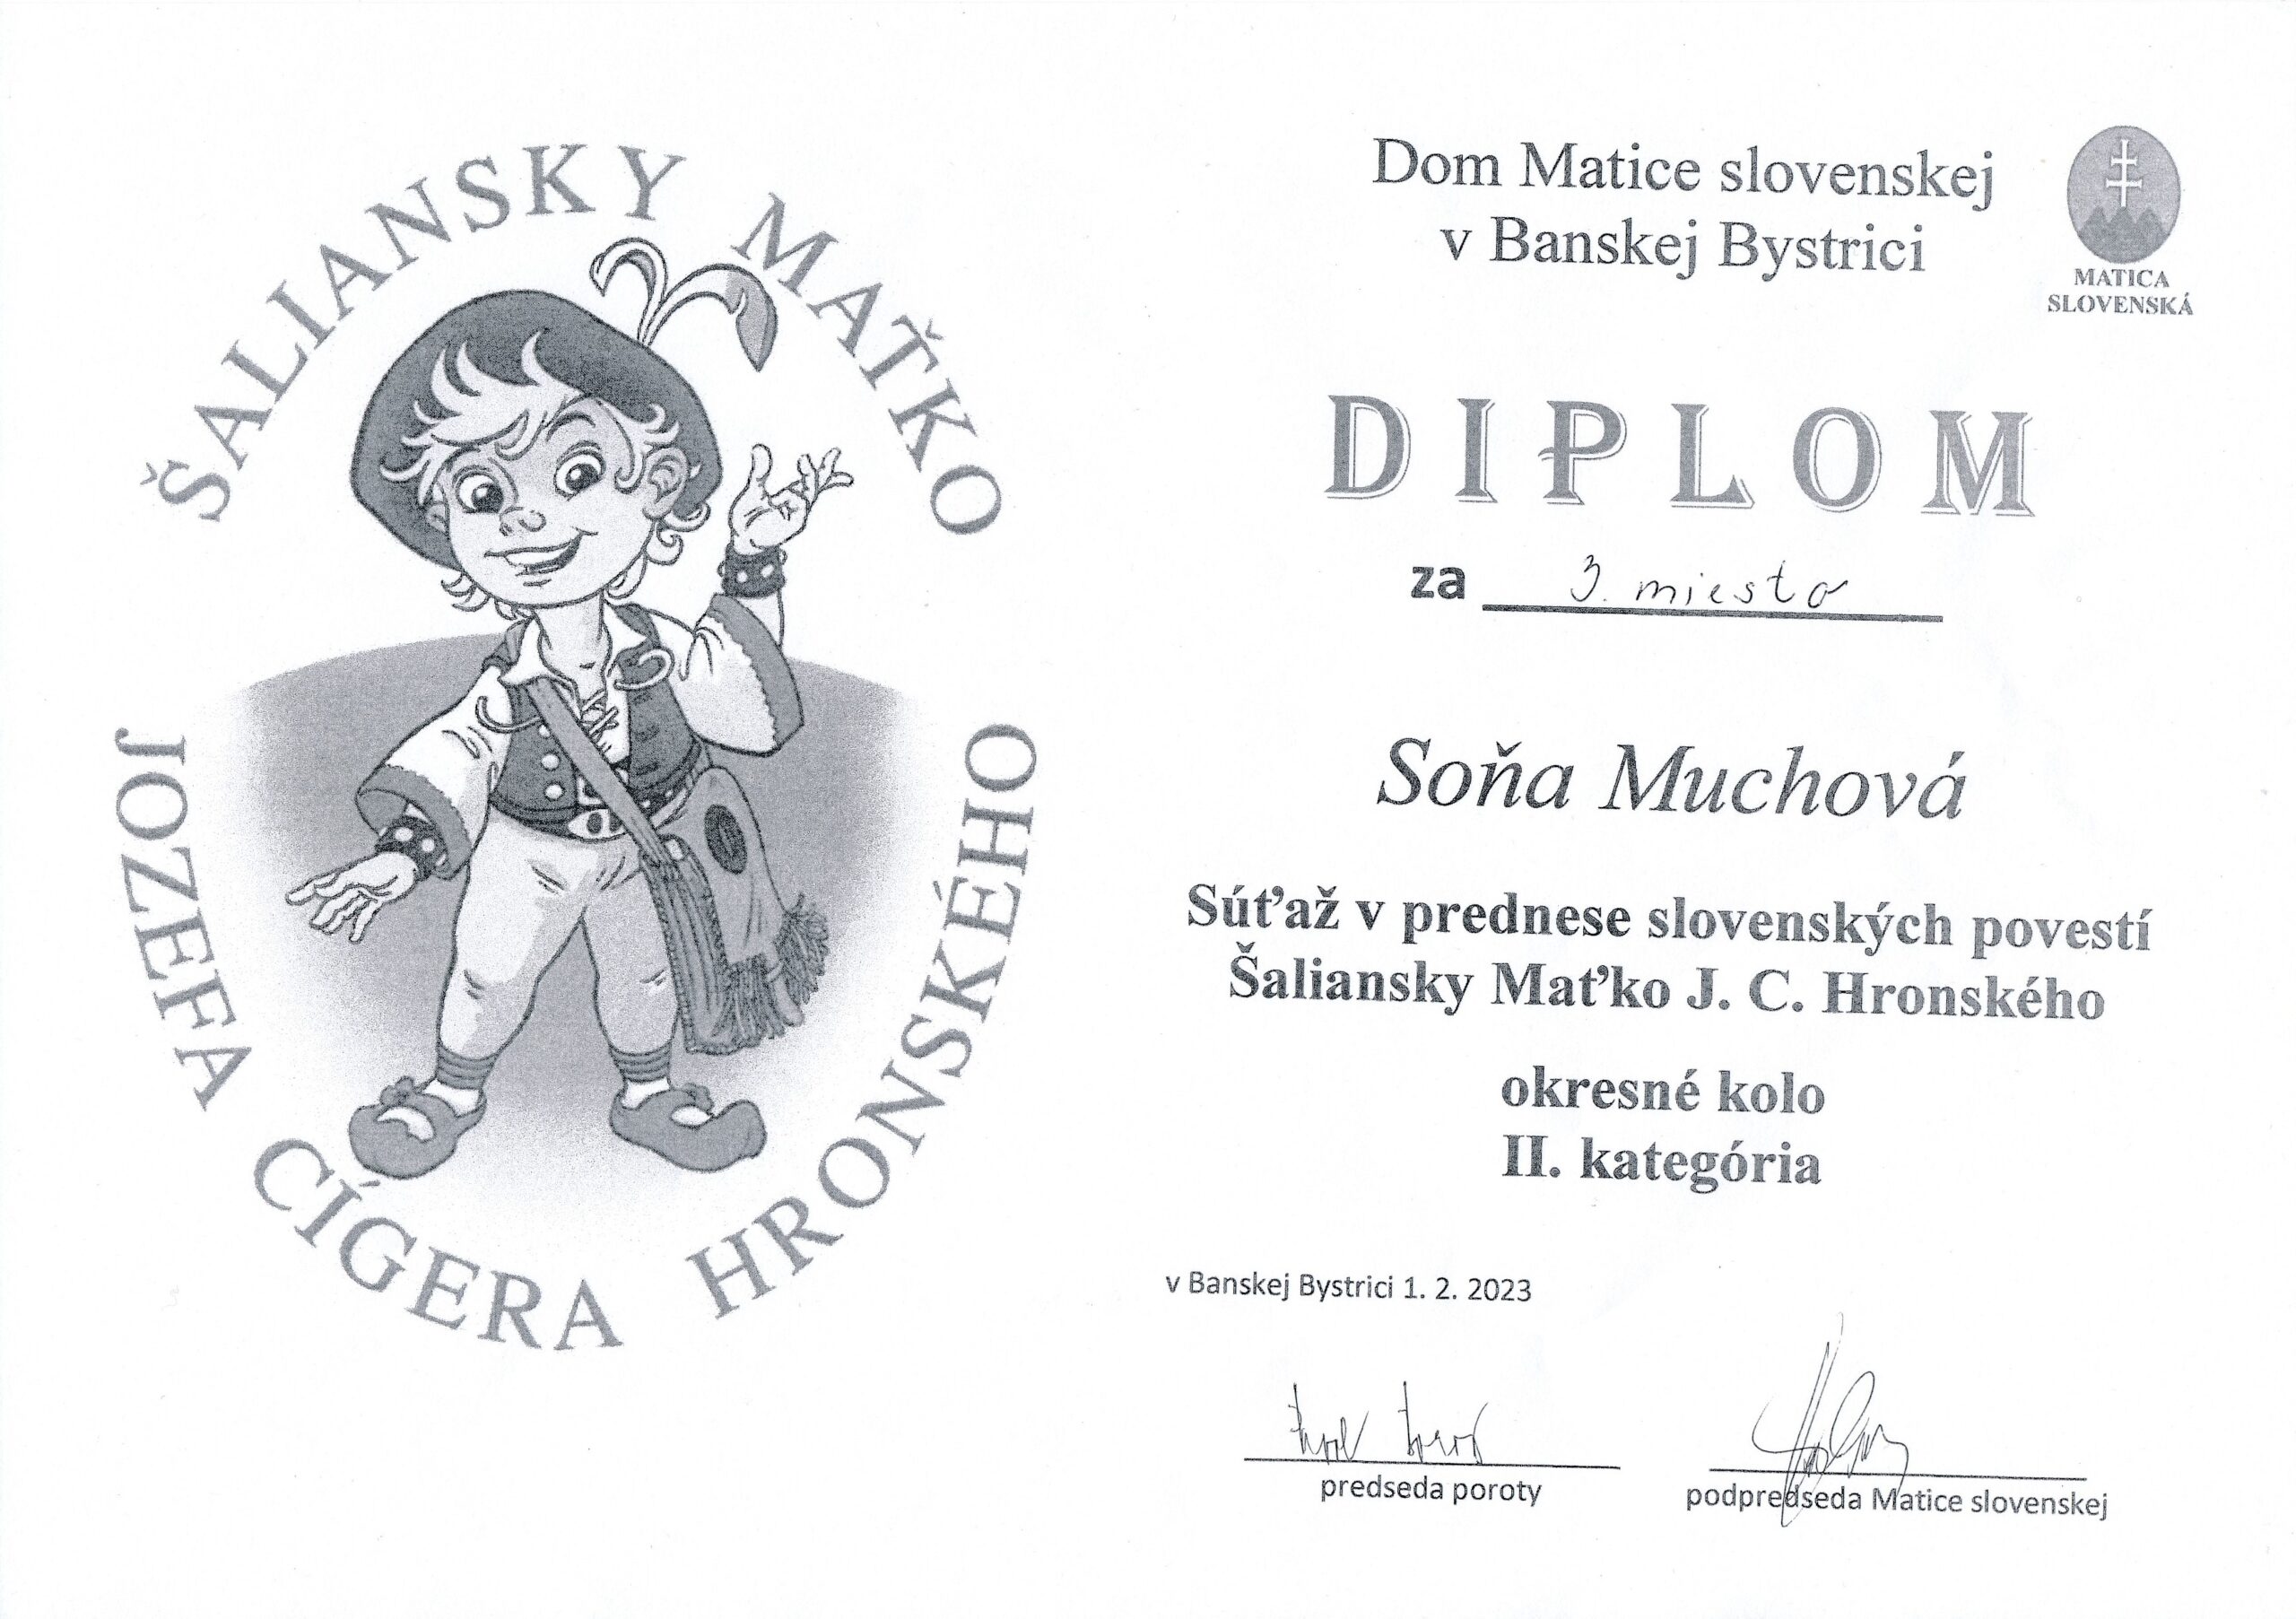 ŠALIANSKY MAŤKO
JOZEFA CÍGERA HRONSKÉHO
Dom Matice slovenskej
v Banskej Bystrici
MATICA
SLOVENSKÁ
DIPLOM
za 3. miesto
Soňa Muchová
Súťaž v prednese slovenských povestí
Šaliansky Maťko J. C. Hronského
okresné kolo
II. kategória
v Banskej Bystrici 1. 2. 2023
predseda poroty
podpredseda Matice slovenskej